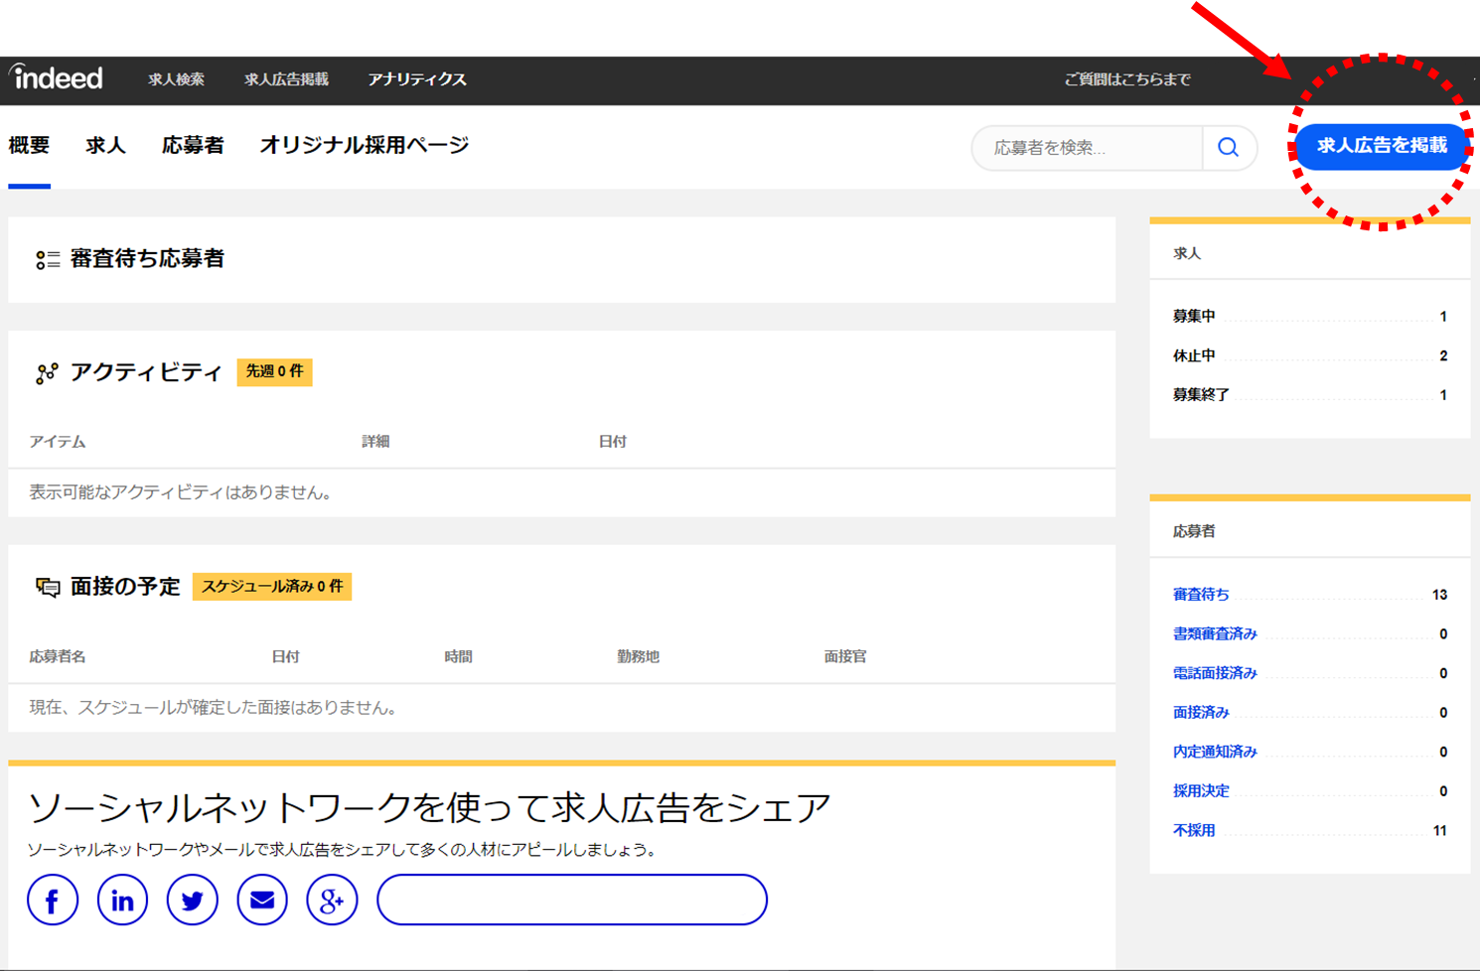 indeed 求人検索 求人広告掲載 アナリティクス ご質問はこちらまで
概要 求人 応募者 オリジナル採用ページ 応募者を検索... 求人広告を掲載
審査待ち応募者
アクティビティ 先週 0 件
アイテム 詳細 日付
表示可能なアクティビティはありません。
面接の予定 スケジュール済み 0 件
応募者名 日付 時間 勤務地 面接官
現在、スケジュールが確定した面接はありません。
ソーシャルネットワークを使って求人広告をシェア
ソーシャルネットワークやメールで求人広告をシェアして多くの人材にアピールしましょう。
f in g+
求人
募集中 1
休止中 2
募集終了 1
応募者
審査待ち 13
書類審査済み 0
電話面接済み 0
面接済み 0
内定通知済み 0
採用決定 0
不採用 11